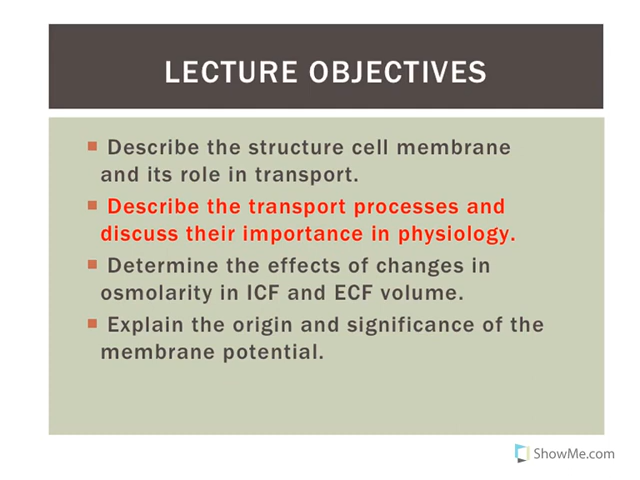 LECTURE OBJECTIVES
Describe the structure cell membrane
and its role in transport.
Describe the transport processes and
discuss their importance in physiology.
Determine the effects of changes in
osmolarity in ICF and ECF volume.
Explain the origin and significance of the
membrane potential.
ShowMe.com